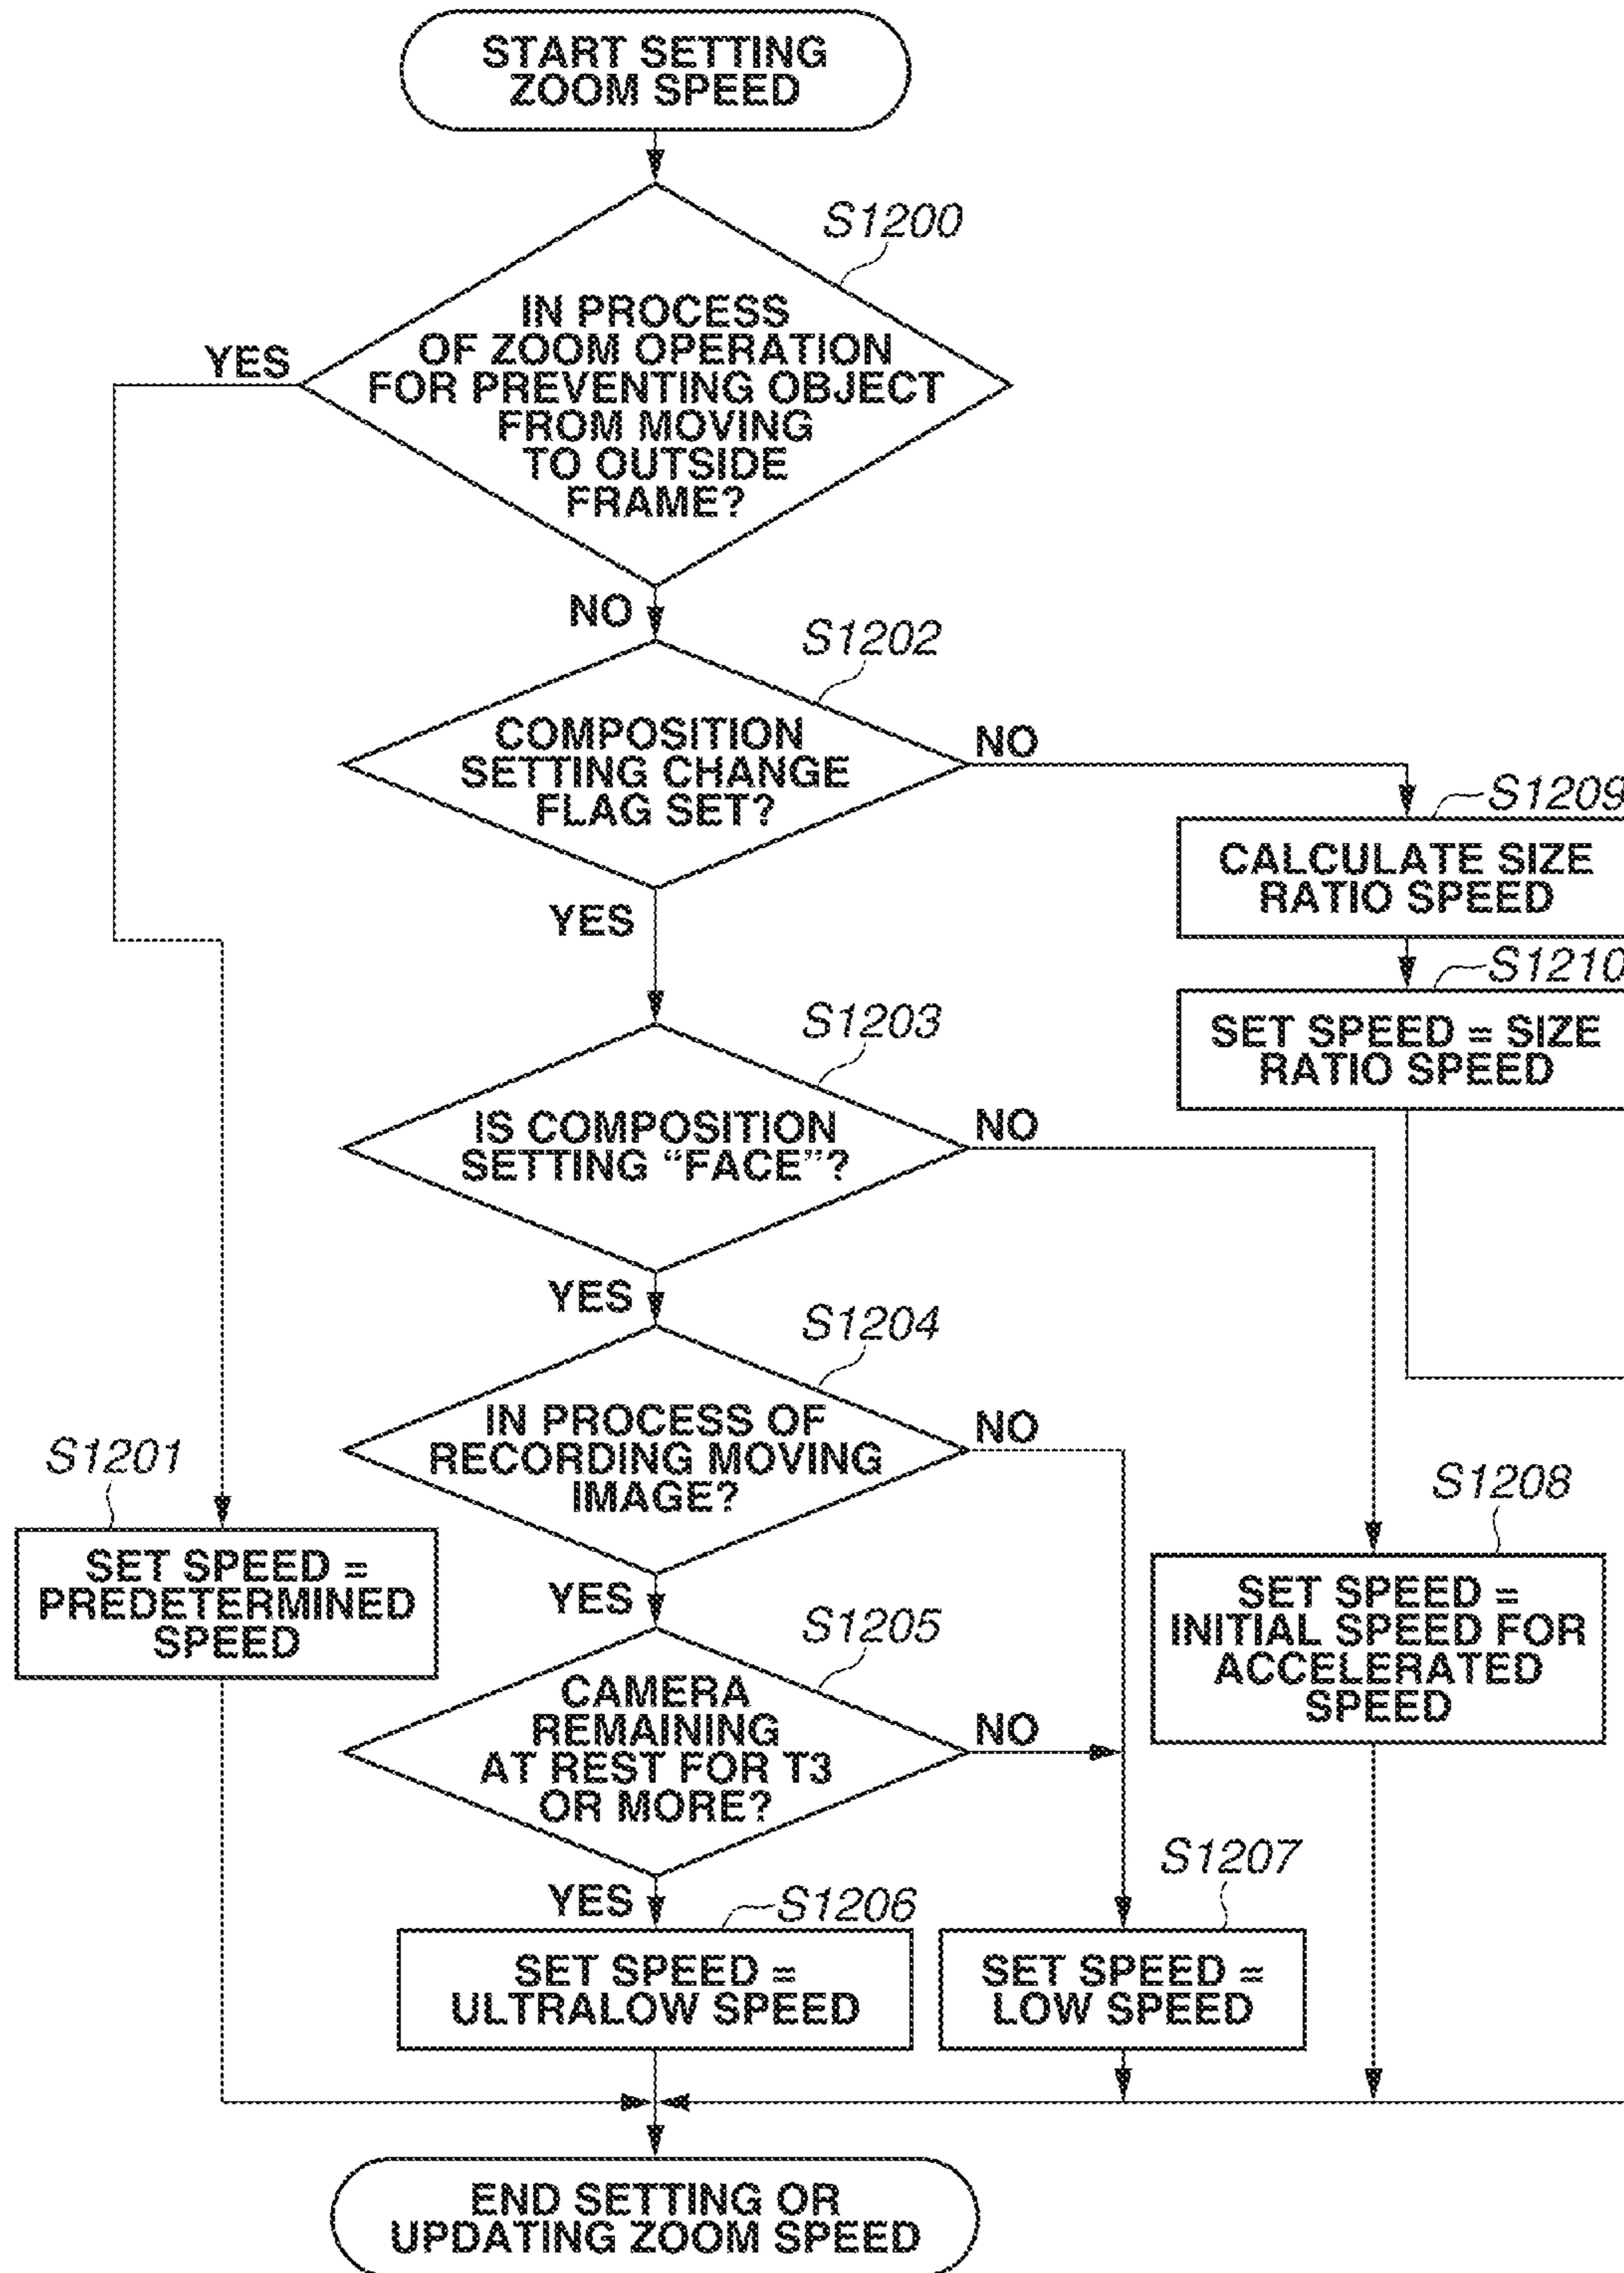 START SETTING
ZOOM SPEED
S1200
IN PROCESS
OF ZOOM OPERATION
FOR PREVENTING OBJECT
FROM MOVING
TO OUTSIDE
FRAME?
YES
NO
S1202
COMPOSITION
SETTING CHANGE
FLAG SET?
NO
YES
S1209
CALCULATE SIZE
RATIO SPEED
S1210
SET SPEED = SIZE
RATIO SPEED
S1203
IS COMPOSITION
SETTING “FACE”?
NO
YES
S1204
IN PROCESS OF
RECORDING MOVING
IMAGE?
NO
YES
S1201
SET SPEED =
PREDETERMINED
SPEED
S1208
SET SPEED =
INITIAL SPEED FOR
ACCELERATED
SPEED
S1205
CAMERA
REMAINING
AT REST FOR T3
OR MORE?
NO
YES
S1206
SET SPEED =
ULTRALOW SPEED
S1207
SET SPEED =
LOW SPEED
END SETTING OR
UPDATING ZOOM SPEED